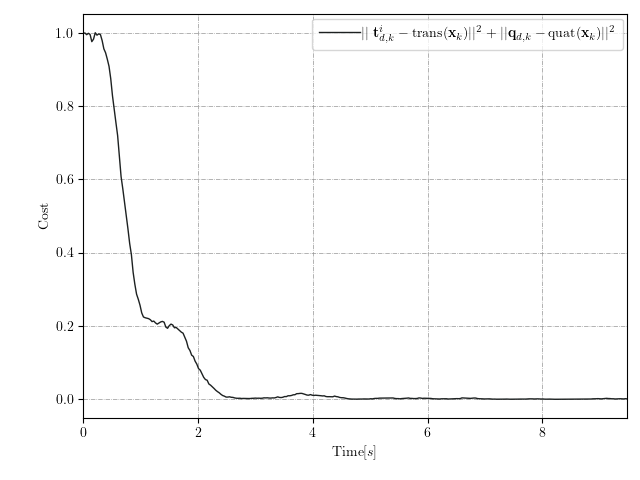 || t^i_{d,k} − trans(x_k)||^2 + ||q_{d,k} − quat(x_k)||^2
1.0
0.8
0.6
0.4
0.2
0.0
Cost
0 2 4 6 8
Time[s]